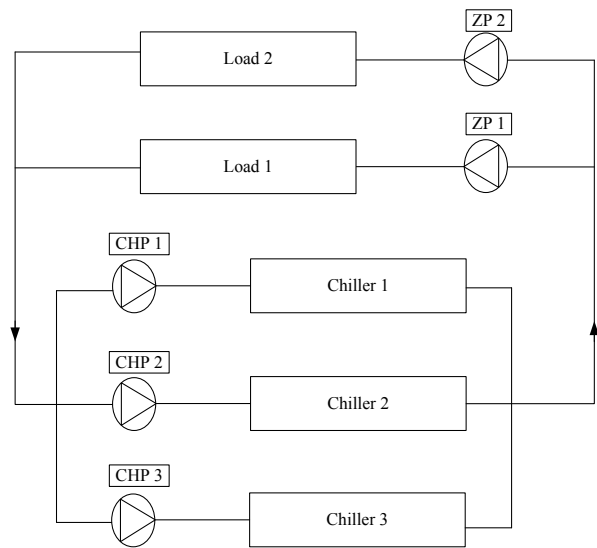 ZP 2
Load 2
ZP 1
Load 1
CHP 1
Chiller 1
CHP 2
Chiller 2
CHP 3
Chiller 3